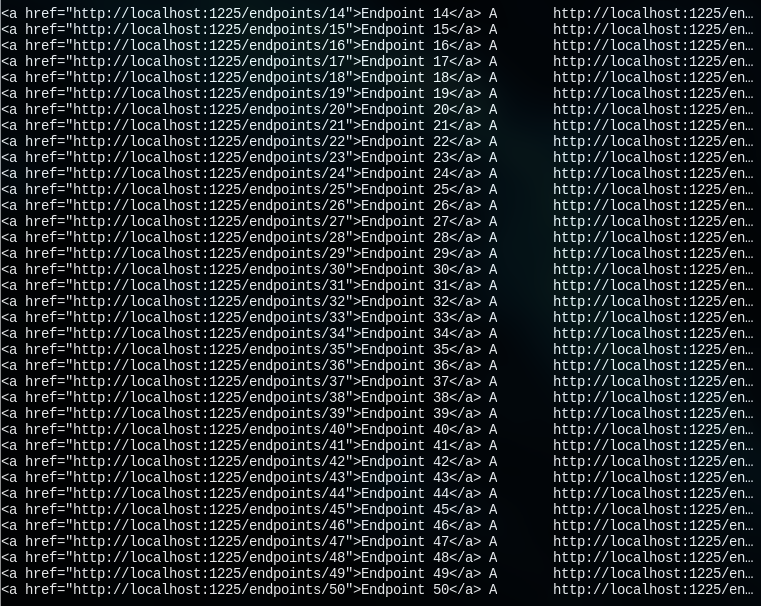 <a href="http://localhost:1225/endpoints/14">Endpoint 14</a> A       http://localhost:1225/en…
<a href="http://localhost:1225/endpoints/15">Endpoint 15</a> A       http://localhost:1225/en…
<a href="http://localhost:1225/endpoints/16">Endpoint 16</a> A       http://localhost:1225/en…
<a href="http://localhost:1225/endpoints/17">Endpoint 17</a> A       http://localhost:1225/en…
<a href="http://localhost:1225/endpoints/18">Endpoint 18</a> A       http://localhost:1225/en…
<a href="http://localhost:1225/endpoints/19">Endpoint 19</a> A       http://localhost:1225/en…
<a href="http://localhost:1225/endpoints/20">Endpoint 20</a> A       http://localhost:1225/en…
<a href="http://localhost:1225/endpoints/21">Endpoint 21</a> A       http://localhost:1225/en…
<a href="http://localhost:1225/endpoints/22">Endpoint 22</a> A       http://localhost:1225/en…
<a href="http://localhost:1225/endpoints/23">Endpoint 23</a> A       http://localhost:1225/en…
<a href="http://localhost:1225/endpoints/24">Endpoint 24</a> A       http://localhost:1225/en…
<a href="http://localhost:1225/endpoints/25">Endpoint 25</a> A       http://localhost:1225/en…
<a href="http://localhost:1225/endpoints/26">Endpoint 26</a> A       http://localhost:1225/en…
<a href="http://localhost:1225/endpoints/27">Endpoint 27</a> A       http://localhost:1225/en…
<a href="http://localhost:1225/endpoints/28">Endpoint 28</a> A       http://localhost:1225/en…
<a href="http://localhost:1225/endpoints/29">Endpoint 29</a> A       http://localhost:1225/en…
<a href="http://localhost:1225/endpoints/30">Endpoint 30</a> A       http://localhost:1225/en…
<a href="http://localhost:1225/endpoints/31">Endpoint 31</a> A       http://localhost:1225/en…
<a href="http://localhost:1225/endpoints/32">Endpoint 32</a> A       http://localhost:1225/en…
<a href="http://localhost:1225/endpoints/33">Endpoint 33</a> A       http://localhost:1225/en…
<a href="http://localhost:1225/endpoints/34">Endpoint 34</a> A       http://localhost:1225/en…
<a href="http://localhost:1225/endpoints/35">Endpoint 35</a> A       http://localhost:1225/en…
<a href="http://localhost:1225/endpoints/36">Endpoint 36</a> A       http://localhost:1225/en…
<a href="http://localhost:1225/endpoints/37">Endpoint 37</a> A       http://localhost:1225/en…
<a href="http://localhost:1225/endpoints/38">Endpoint 38</a> A       http://localhost:1225/en…
<a href="http://localhost:1225/endpoints/39">Endpoint 39</a> A       http://localhost:1225/en…
<a href="http://localhost:1225/endpoints/40">Endpoint 40</a> A       http://localhost:1225/en…
<a href="http://localhost:1225/endpoints/41">Endpoint 41</a> A       http://localhost:1225/en…
<a href="http://localhost:1225/endpoints/42">Endpoint 42</a> A       http://localhost:1225/en…
<a href="http://localhost:1225/endpoints/43">Endpoint 43</a> A       http://localhost:1225/en…
<a href="http://localhost:1225/endpoints/44">Endpoint 44</a> A       http://localhost:1225/en…
<a href="http://localhost:1225/endpoints/45">Endpoint 45</a> A       http://localhost:1225/en…
<a href="http://localhost:1225/endpoints/46">Endpoint 46</a> A       http://localhost:1225/en…
<a href="http://localhost:1225/endpoints/47">Endpoint 47</a> A       http://localhost:1225/en…
<a href="http://localhost:1225/endpoints/48">Endpoint 48</a> A       http://localhost:1225/en…
<a href="http://localhost:1225/endpoints/49">Endpoint 49</a> A       http://localhost:1225/en…
<a href="http://localhost:1225/endpoints/50">Endpoint 50</a> A       http://localhost:1225/en…